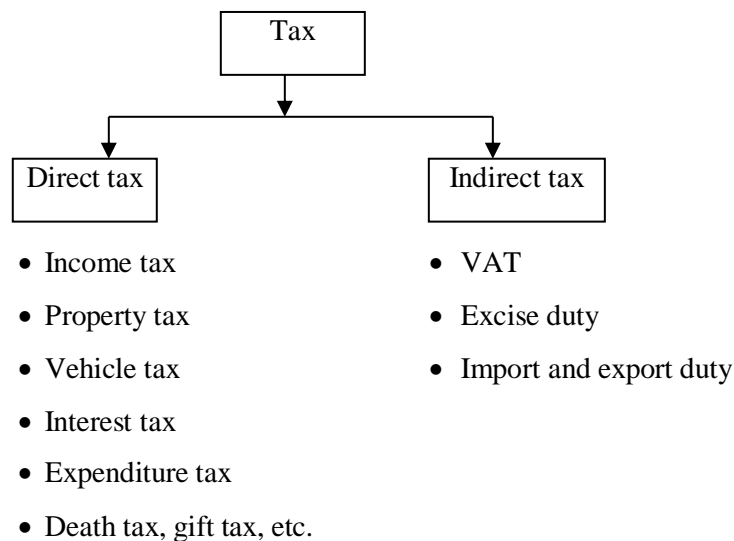 Tax
Direct tax
Indirect tax
• Income tax
• Property tax
• Vehicle tax
• Interest tax
• Expenditure tax
• Death tax, gift tax, etc.
• VAT
• Excise duty
• Import and export duty